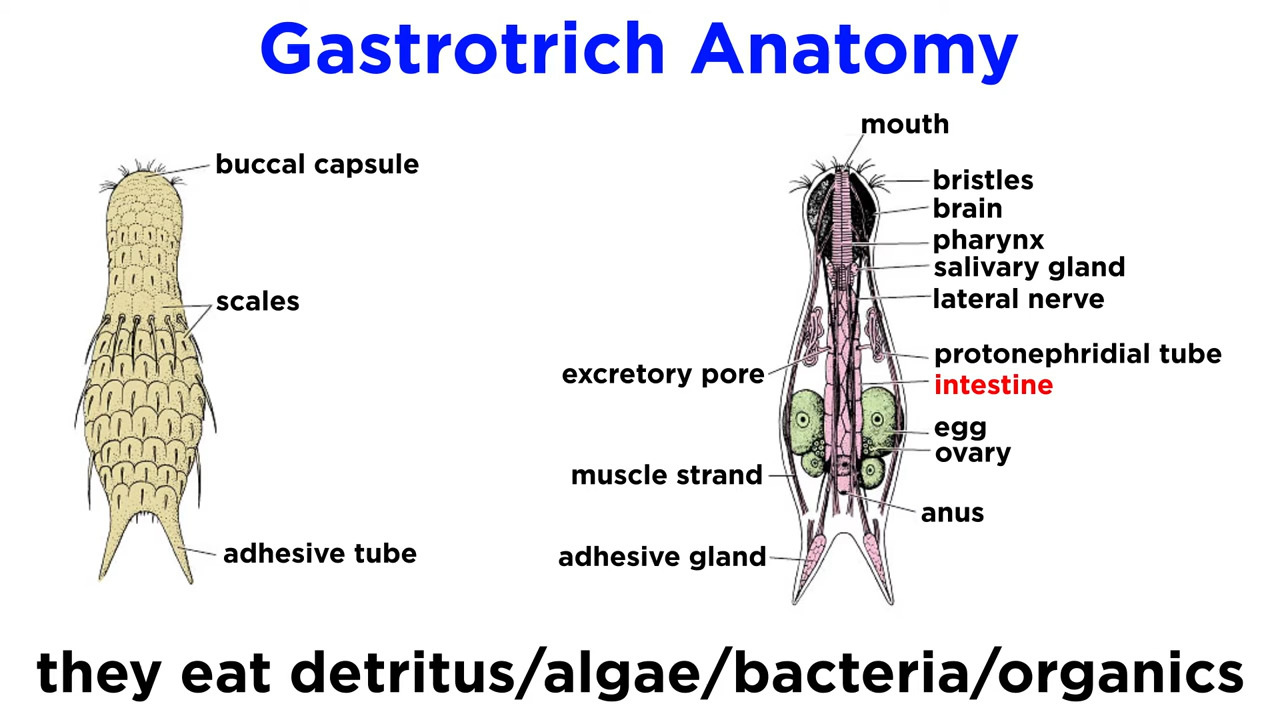 Gastrotrich Anatomy
buccal capsule
scales
adhesive tube
mouth
bristles
brain
pharynx
salivary gland
lateral nerve
protonephridial tube
excretory pore
intestine
egg
ovary
muscle strand
anus
adhesive gland
they eat detritus/algae/bacteria/organics